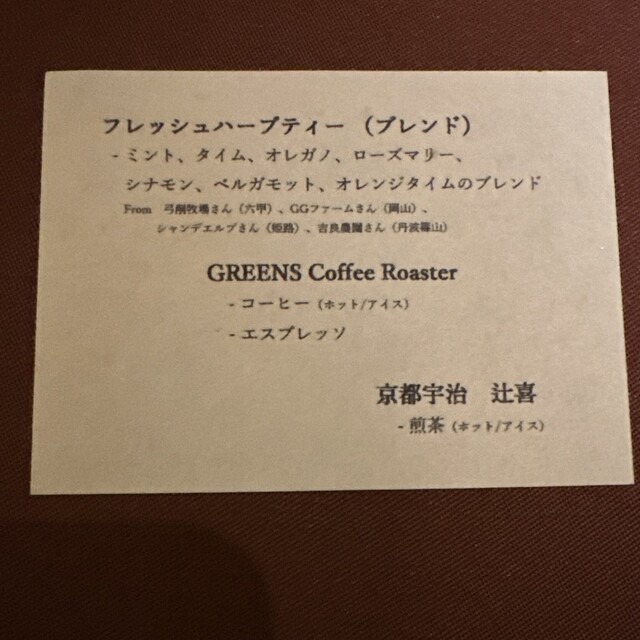 フレッシュハーブティー（ブレンド）
- ミント、タイム、オレガノ、ローズマリー、
シナモン、ベルガモット、オレンジタイムのブレンド
From 弓削牧場さん（六甲）、GGファームさん（岡山）、
シャンデエルブさん（姫路）、吉良農園さん（丹波篠山）
GREENS Coffee Roaster
- コーヒー（ホット/アイス）
- エスプレッソ
京都宇治　辻喜
- 煎茶（ホット/アイス）